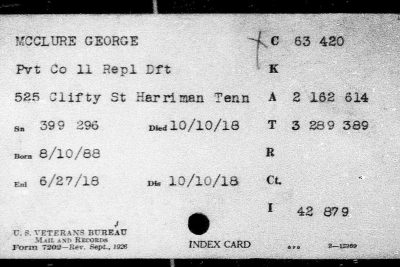 MCCLURE GEORGE C 63 420
Pvt Co 11 Repl Dft K
525 Clifty St Harriman Tenn A 2 162 614
Sn 399 296 Died 10/10/18 T 3 289 389
Born 8/10/88 R
Enl 6/27/18 Dis 10/10/18 Ct.
I 42 879
U. S. VETERANS BUREAU
MAIL AND RECORDS
Form 7202—Rev. Sept., 1926 INDEX CARD